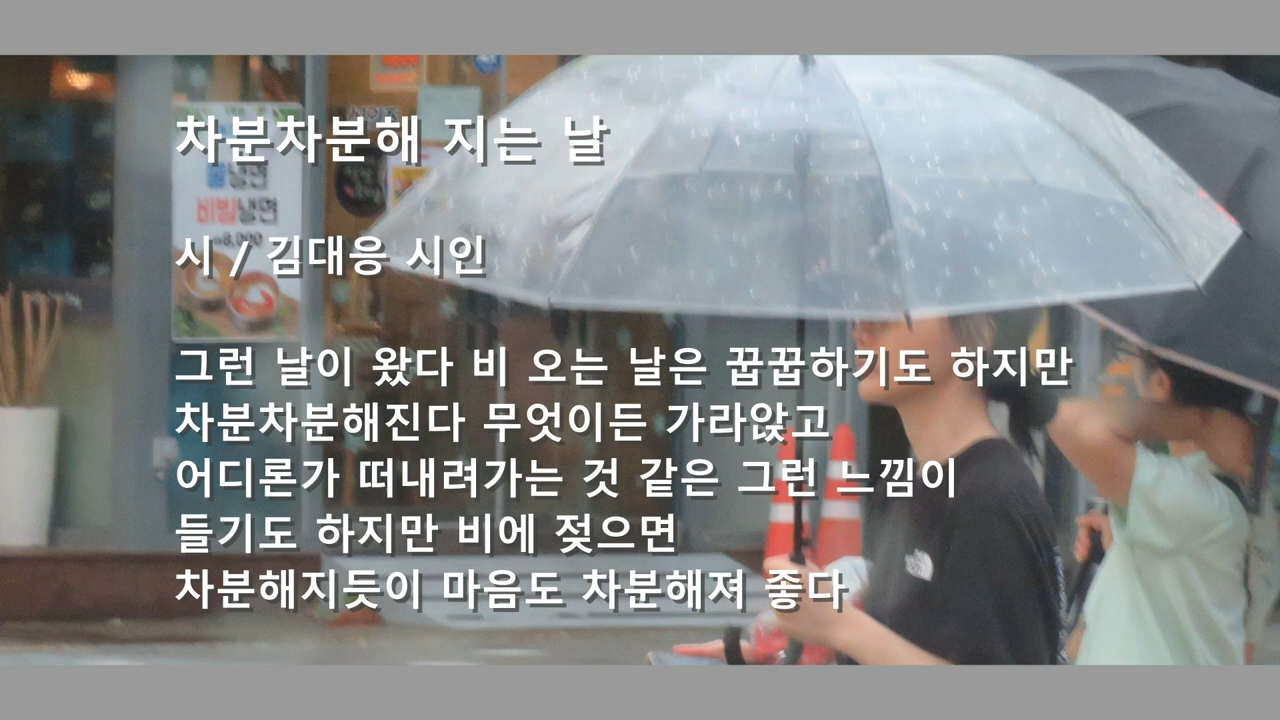 차분차분해 지는 날
물냉면
비빔냉면
8,000
시 / 김대응 시인
그런 날이 왔다 비 오는 날은 꿉꿉하기도 하지만
차분차분해진다 무엇이든 가라앉고
어디론가 떠내려가는 것 같은 그런 느낌이
들기도 하지만 비에 젖으면
차분해지듯이 마음도 차분해져 좋다